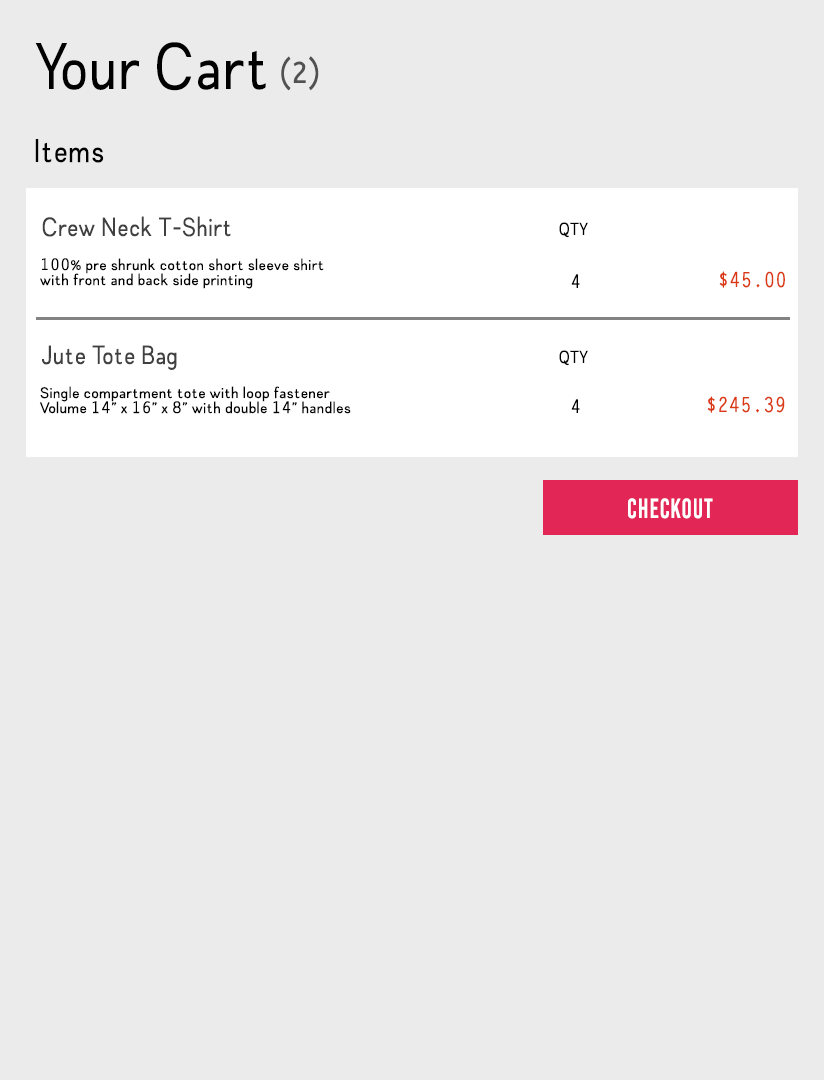 Your Cart (2)
Items
Crew Neck T-Shirt
QTY
100% pre shrunk cotton short sleeve shirt
with front and back side printing
4
$45.00
Jute Tote Bag
QTY
Single compartment tote with loop fastener
Volume 14” x 16” x 8” with double 14” handles
4
$245.39
CHECKOUT